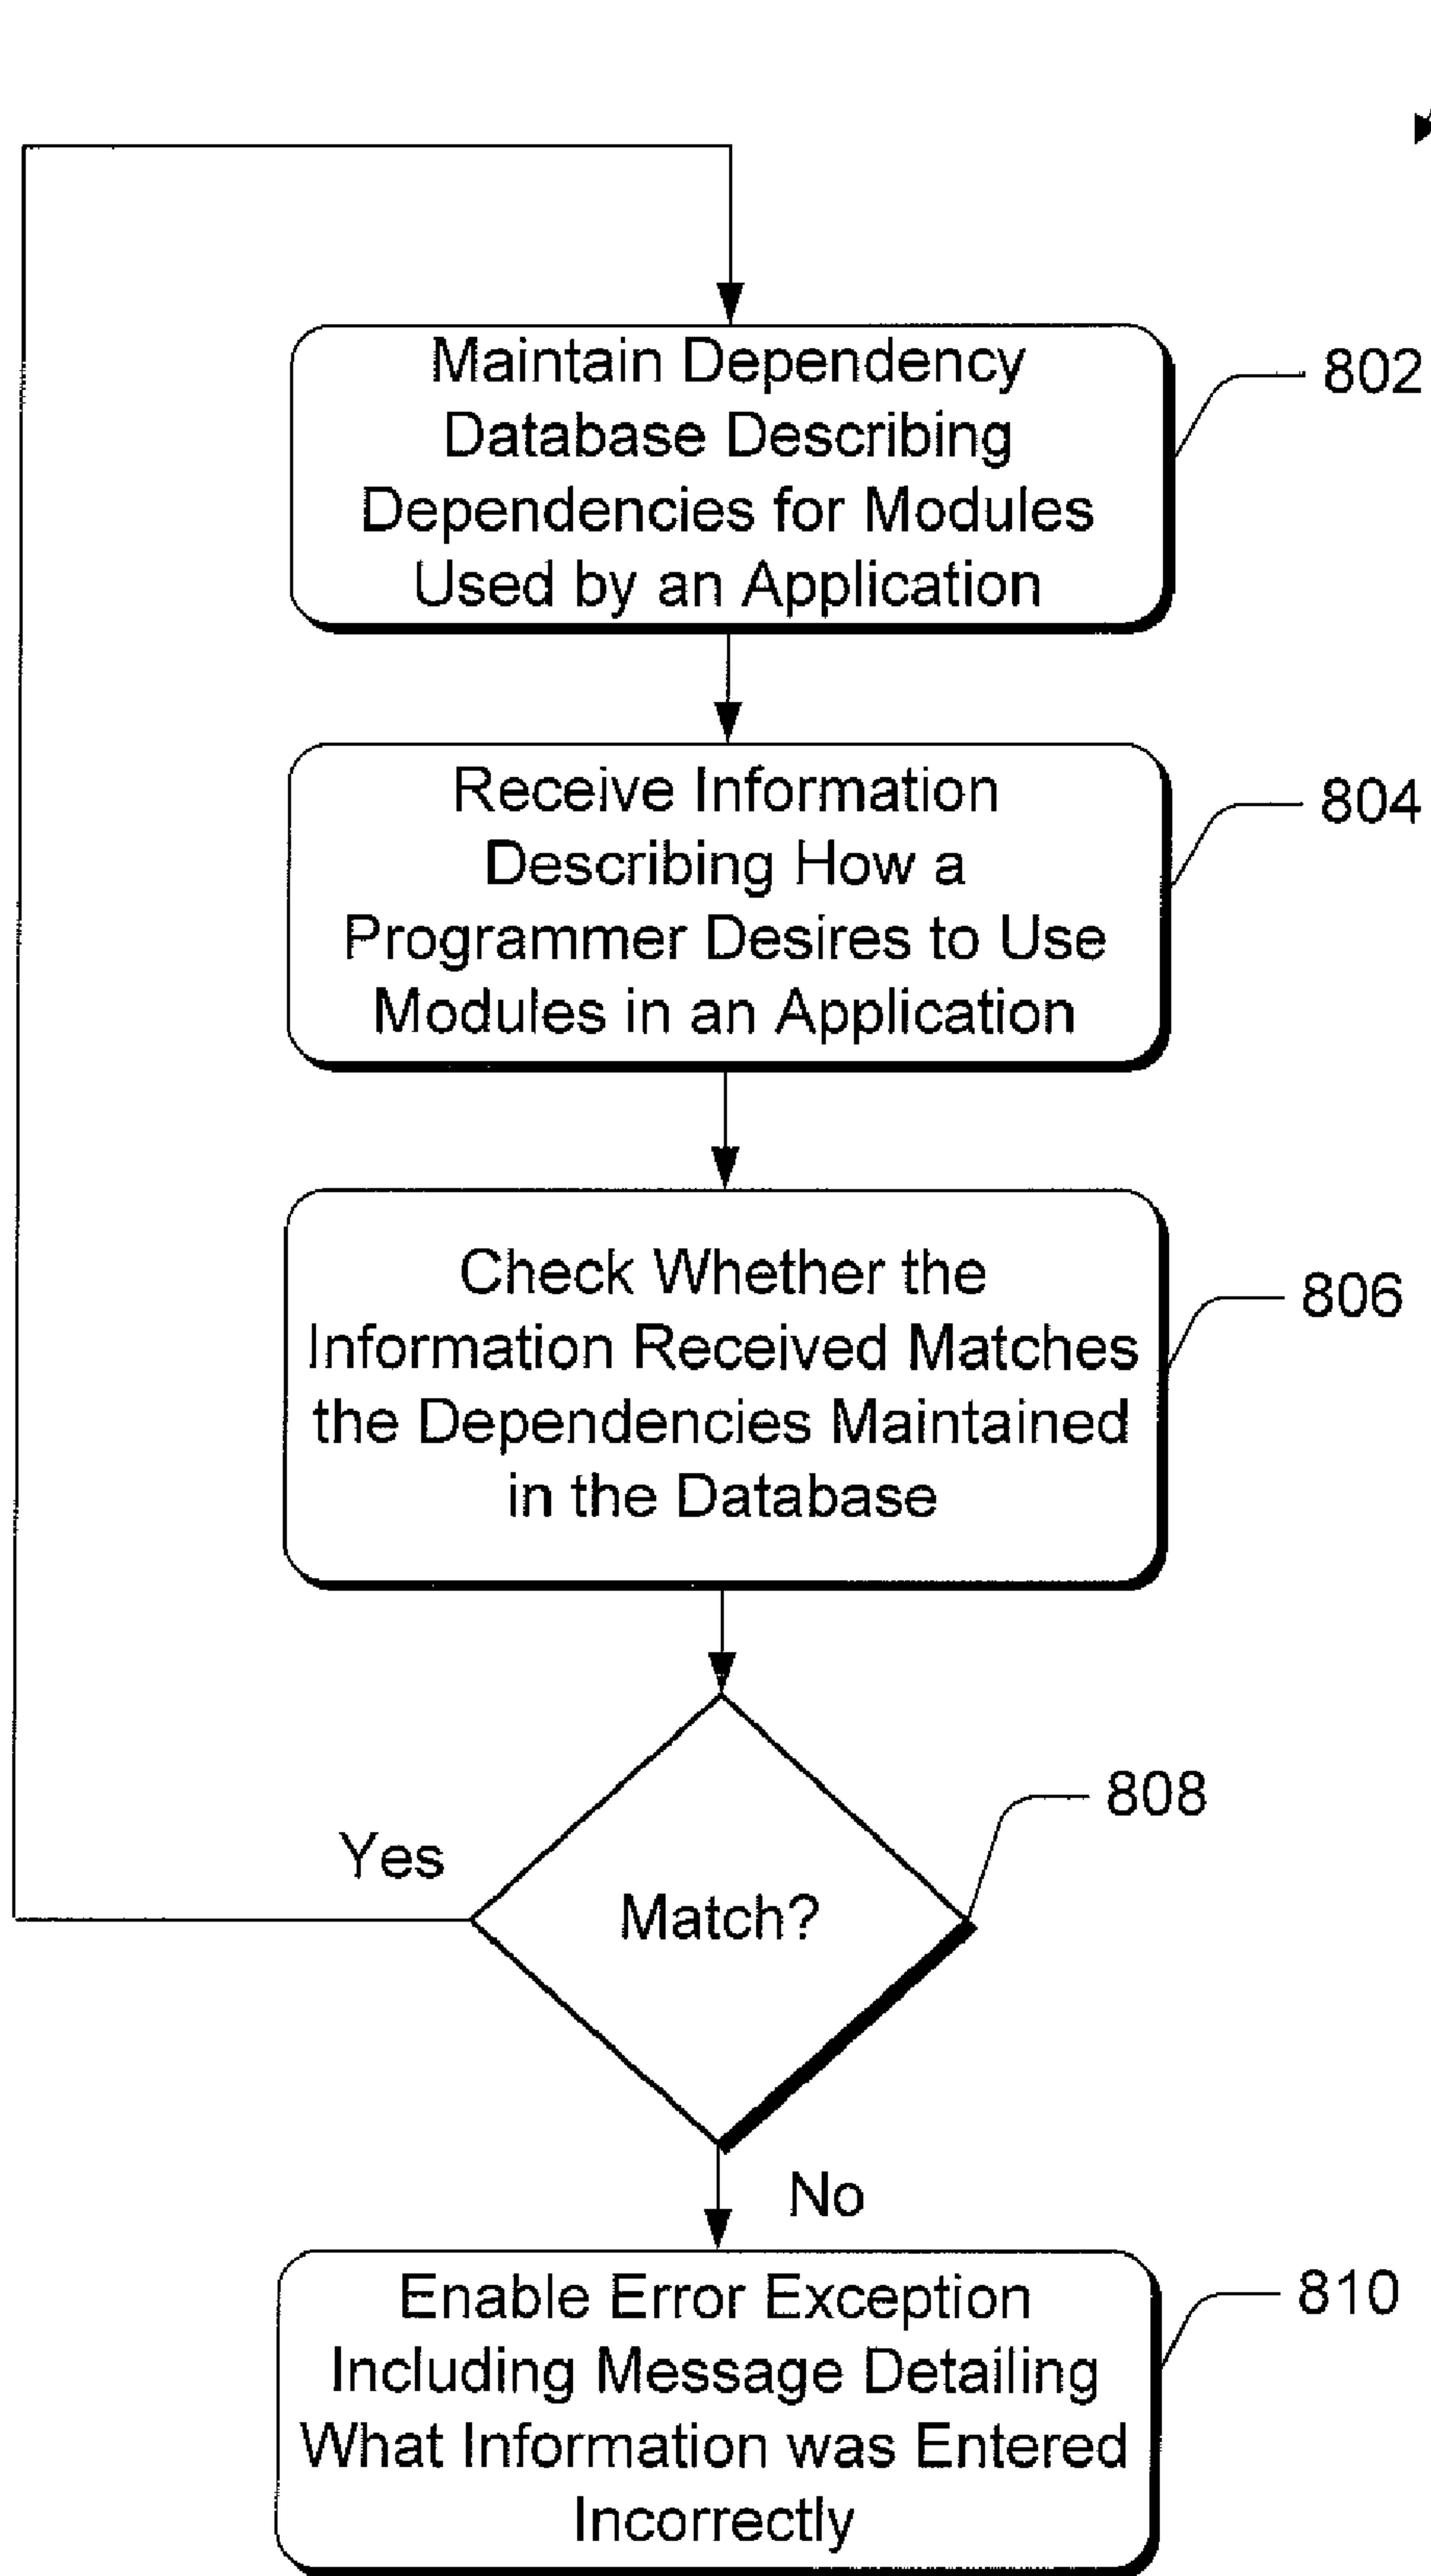 Maintain Dependency
Database Describing
Dependencies for Modules
Used by an Application
802
Receive Information
Describing How a
Programmer Desires to Use
Modules in an Application
804
Check Whether the
Information Received Matches
the Dependencies Maintained
in the Database
806
808
Yes
Match?
No
Enable Error Exception
Including Message Detailing
What Information was Entered
Incorrectly
810